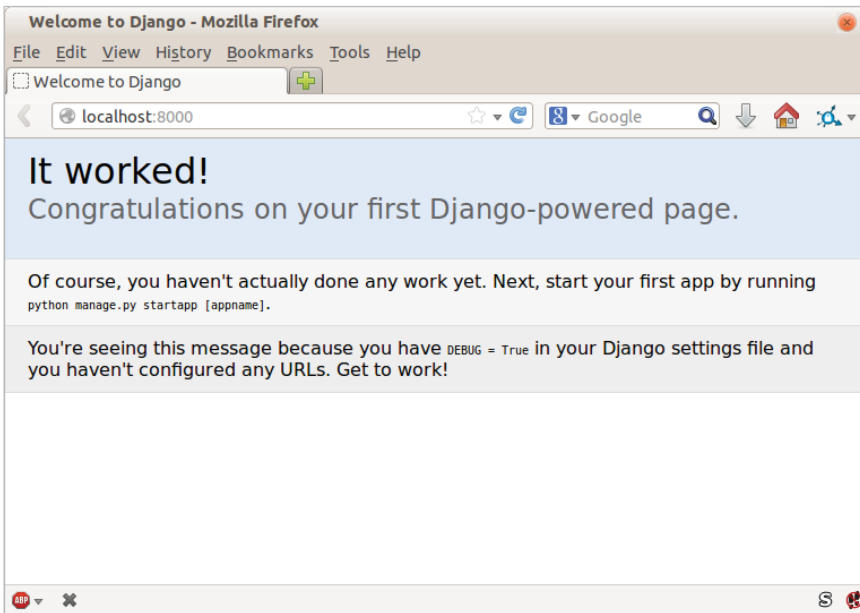 Welcome to Django - Mozilla Firefox
File Edit View History Bookmarks Tools Help
Welcome to Django
localhost:8000 8 Google
It worked!
Congratulations on your first Django-powered page.
Of course, you haven't actually done any work yet. Next, start your first app by running
python manage.py startapp [appname].
You're seeing this message because you have DEBUG = True in your Django settings file and
you haven't configured any URLs. Get to work!
ABP S